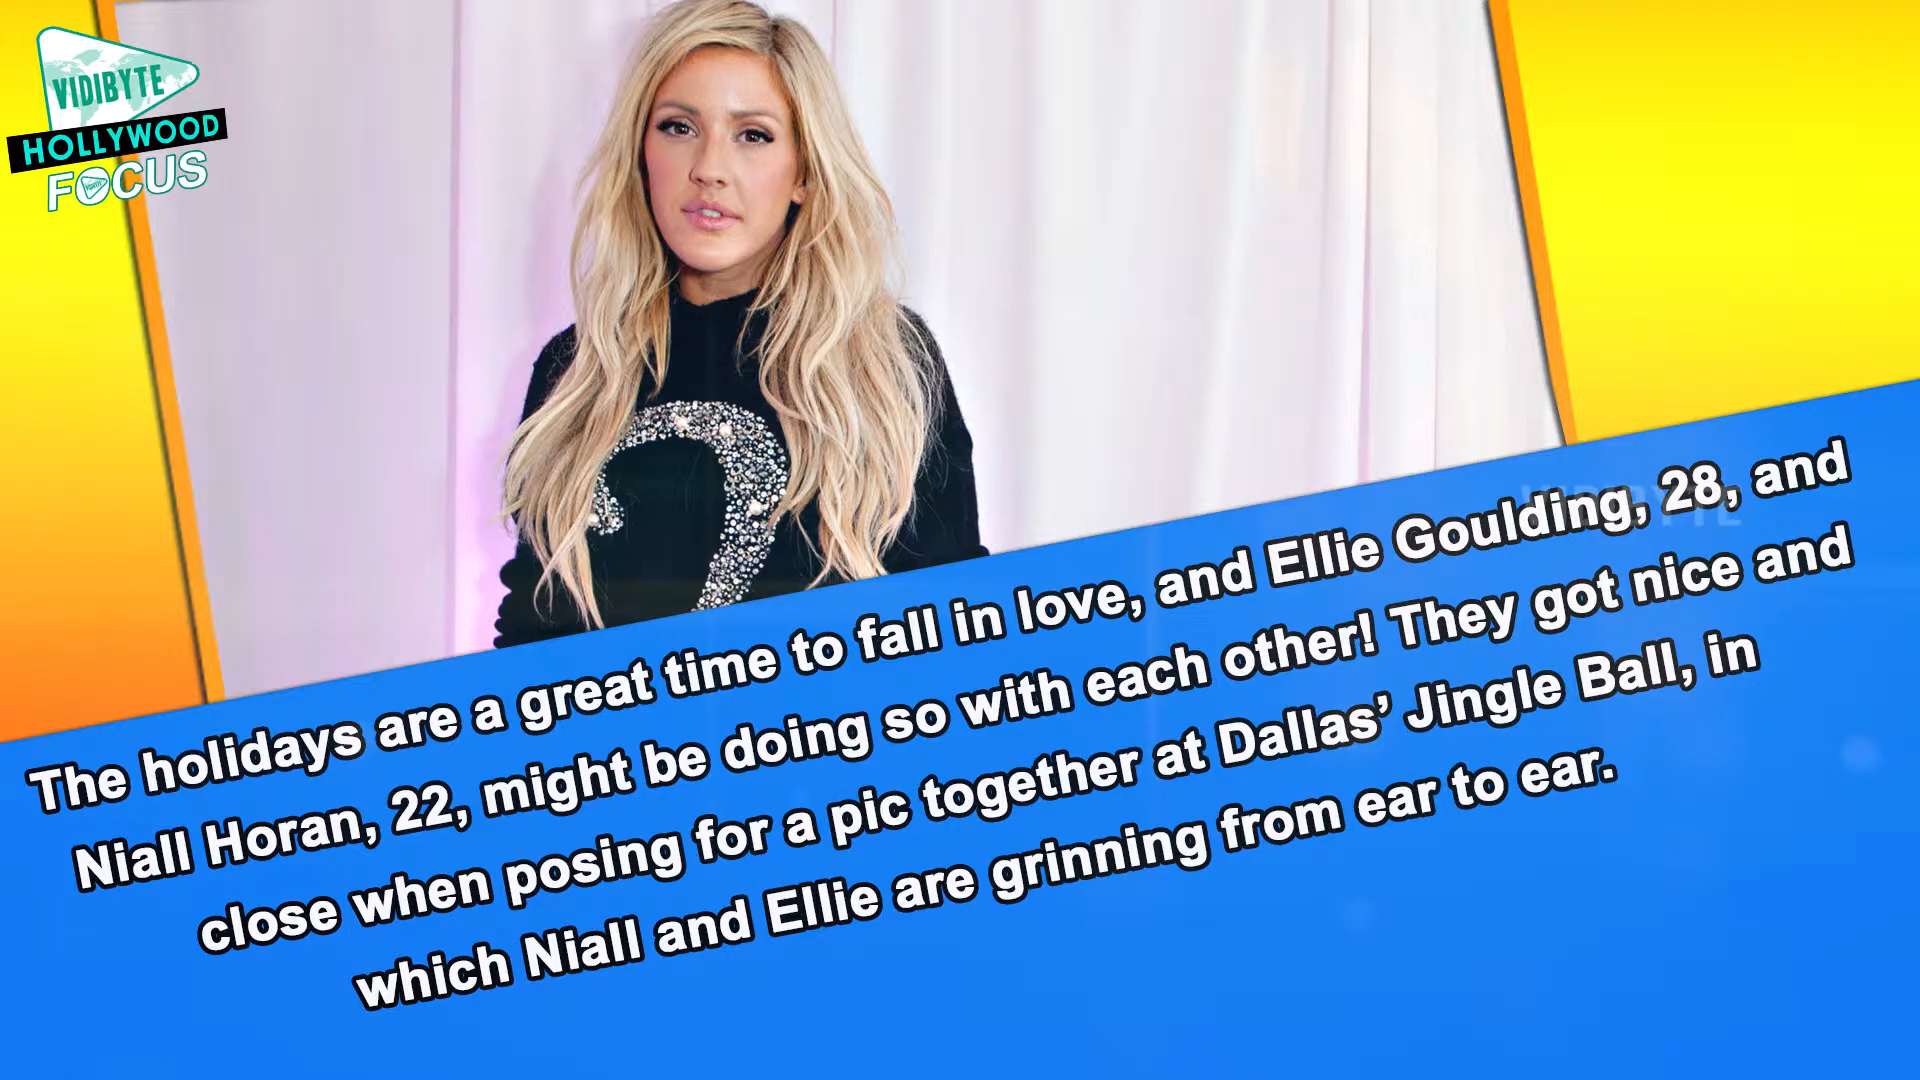 VIDIBYTE
HOLLYWOOD
FOCUS
VIDIBYTE
The holidays are a great time to fall in love, and Ellie Goulding, 28, and
Niall Horan, 22, might be doing so with each other! They got nice and
close when posing for a pic together at Dallas’ Jingle Ball, in
which Niall and Ellie are grinning from ear to ear.